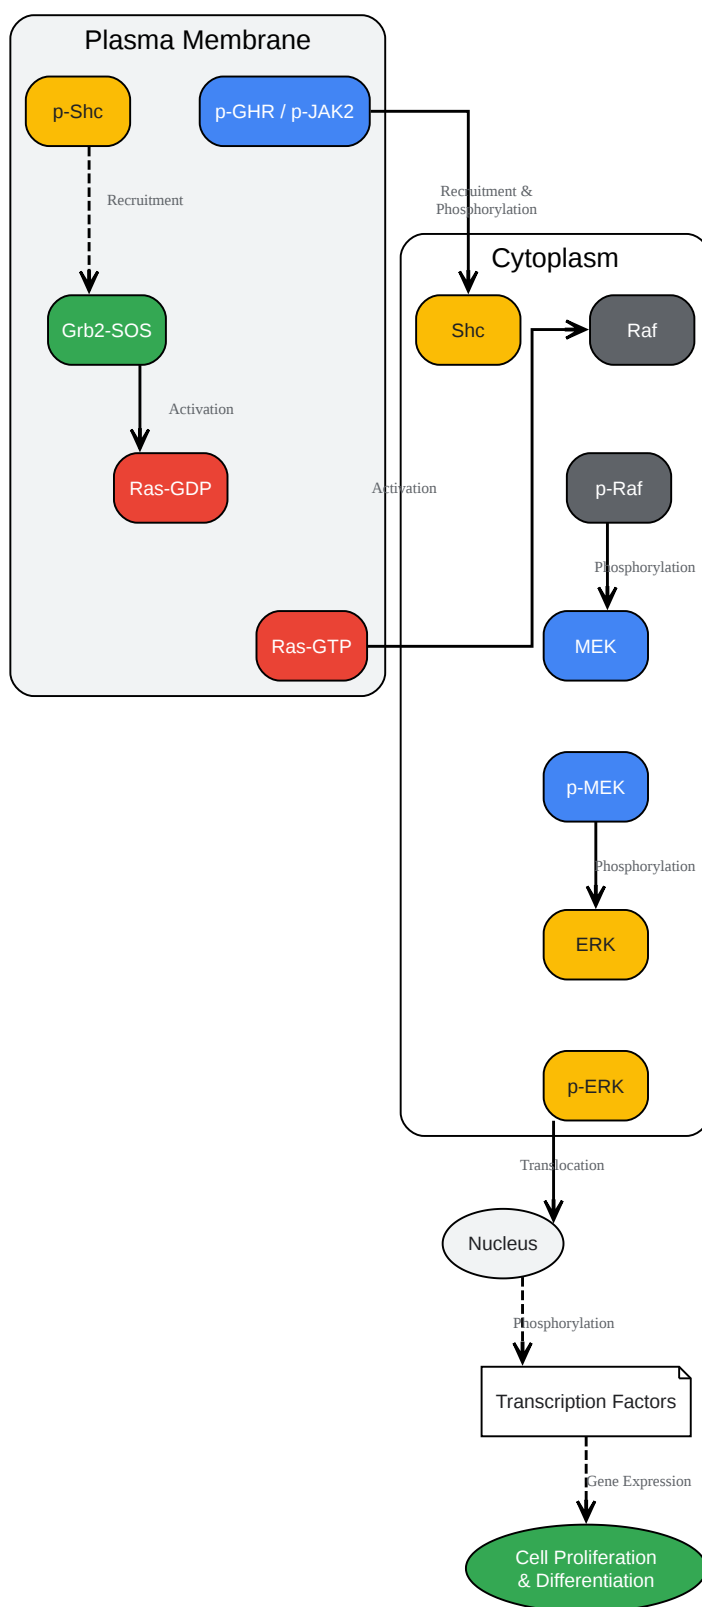 Plasma Membrane
p-Shc
p-GHR / p-JAK2
Recruitment
Recruitment &
Phosphorylation
Cytoplasm
Grb2-SOS
Shc
Raf
Activation
Ras-GDP
Activation
p-Raf
Phosphorylation
Ras-GTP
MEK
p-MEK
Phosphorylation
ERK
p-ERK
Translocation
Nucleus
Phosphorylation
Transcription Factors
Gene Expression
Cell Proliferation
& Differentiation